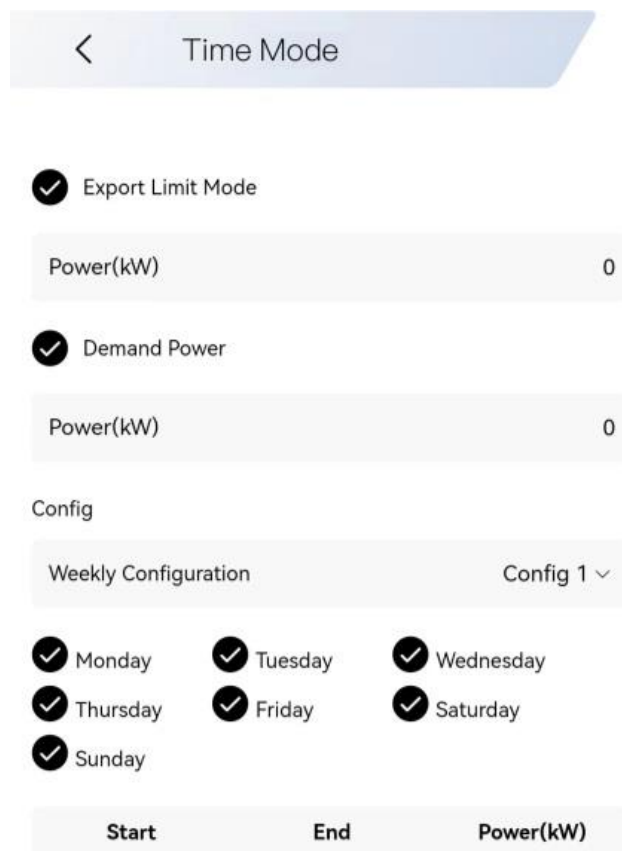 Time Mode
Export Limit Mode
Power(kW) 0
Demand Power
Power(kW) 0
Config
Weekly Configuration Config 1
Monday Tuesday Wednesday
Thursday Friday Saturday
Sunday
Start End Power(kW)